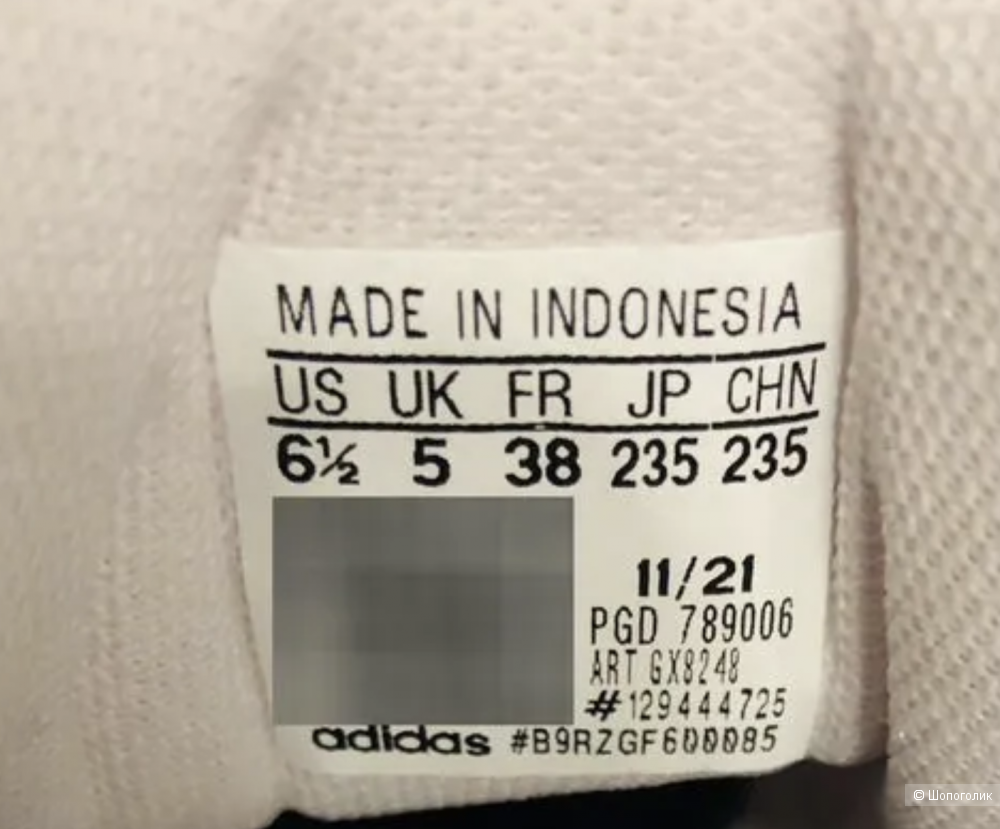 MADE IN INDONESIA
US UK FR JP CHN
6½ 5 38 235 235
11/21
PGD 789006
ART GX8248
#129444725
adidas #B9RZGF600085
© Шопоголик